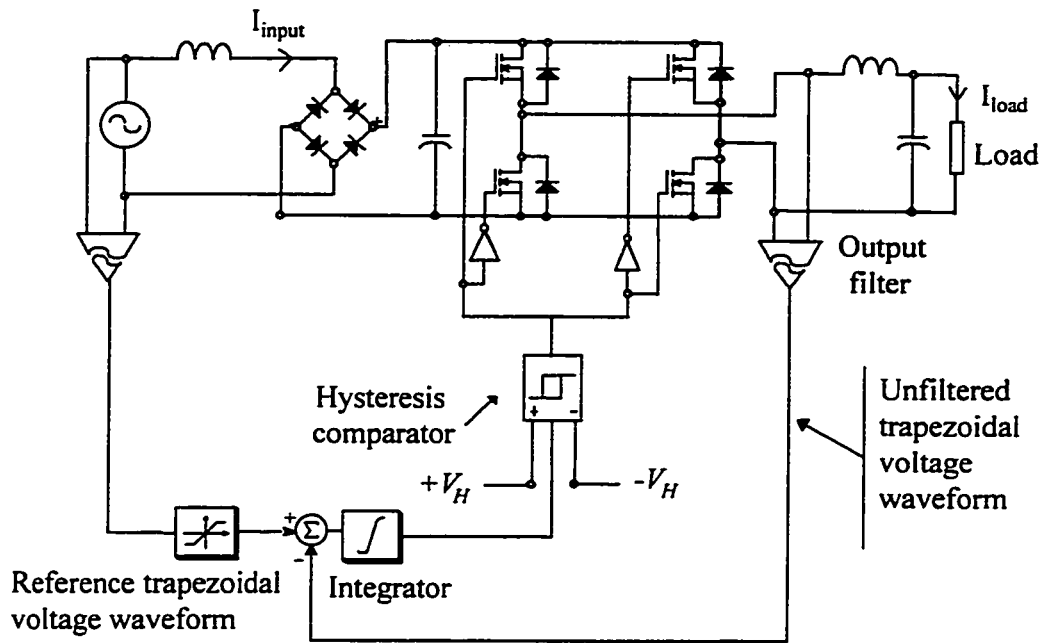 I_input
+
I_load
Load
Output
filter
Hysteresis
comparator
+ -
+V_H
-V_H
Unfiltered
trapezoidal
voltage
waveform
+
Σ
-
∫
Reference trapezoidal
voltage waveform
Integrator